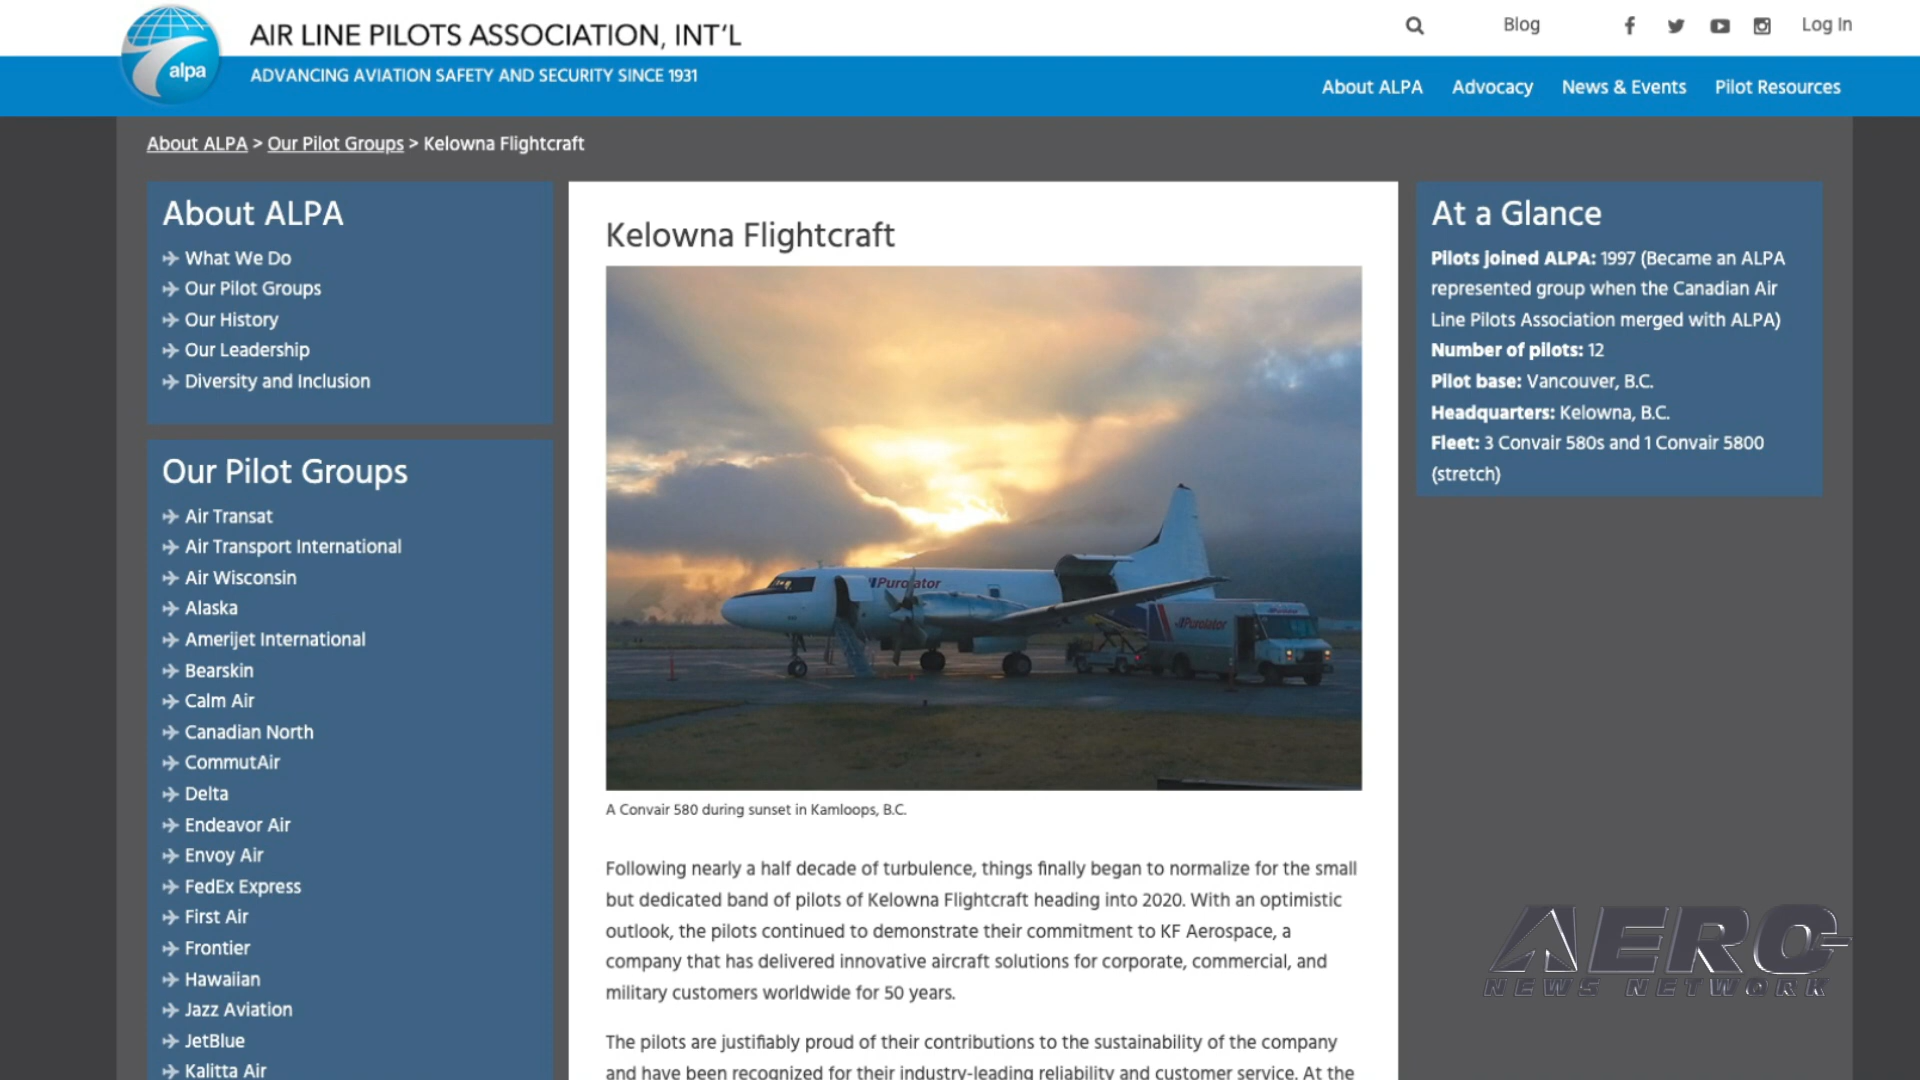 AIR LINE PILOTS ASSOCIATION, INT'L
alpa
ADVANCING AVIATION SAFETY AND SECURITY SINCE 1931
Blog
Log In
About ALPA
Advocacy
News & Events
Pilot Resources
About ALPA > Our Pilot Groups > Kelowna Flightcraft
About ALPA
What We Do
Our Pilot Groups
Our History
Our Leadership
Diversity and Inclusion
Our Pilot Groups
Air Transat
Air Transport International
Air Wisconsin
Alaska
Amerijet International
Bearskin
Calm Air
Canadian North
CommutAir
Delta
Endeavor Air
Envoy Air
FedEx Express
First Air
Frontier
Hawaiian
Jazz Aviation
JetBlue
Kalitta Air
Kelowna Flightcraft
Purolator
Purolator
A Convair 580 during sunset in Kamloops, B.C.
Following nearly a half decade of turbulence, things finally began to normalize for the small
but dedicated band of pilots of Kelowna Flightcraft heading into 2020. With an optimistic
outlook, the pilots continued to demonstrate their commitment to KF Aerospace, a
company that has delivered innovative aircraft solutions for corporate, commercial, and
military customers worldwide for 50 years.
The pilots are justifiably proud of their contributions to the sustainability of the company
and have been recognized for their industry-leading reliability and customer service. At the
At a Glance
Pilots joined ALPA: 1997 (Became an ALPA
represented group when the Canadian Air
Line Pilots Association merged with ALPA)
Number of pilots: 12
Pilot base: Vancouver, B.C.
Headquarters: Kelowna, B.C.
Fleet: 3 Convair 580s and 1 Convair 5800
(stretch)
AERO
NEWS NETWORK